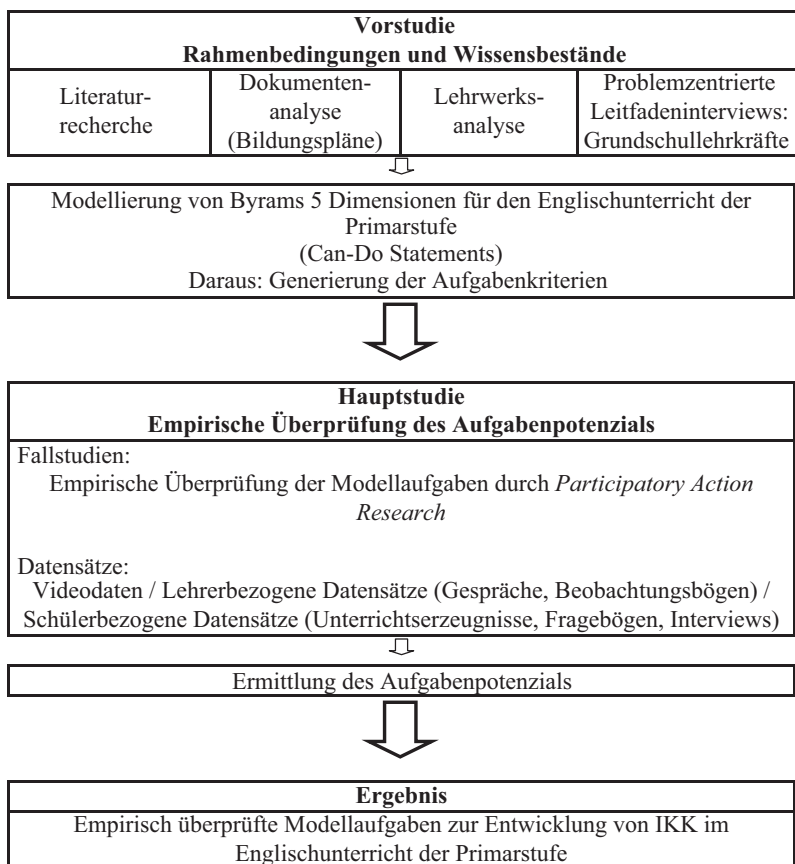 Vorstudie
Rahmenbedingungen und Wissensbestände
Literatur-
recherche
Dokumenten-
analyse
(Bildungspläne)
Lehrwerks-
analyse
Problemzentrierte
Leitfadeninterviews:
Grundschullehrkräfte
Modellierung von Byrams 5 Dimensionen für den Englischunterricht der
Primarstufe
(Can-Do Statements)
Daraus: Generierung der Aufgabenkriterien
Hauptstudie
Empirische Überprüfung des Aufgabenpotenzials
Fallstudien:
Empirische Überprüfung der Modellaufgaben durch Participatory Action
Research
Datensätze:
Videodaten / Lehrerbezogene Datensätze (Gespräche, Beobachtungsbögen) /
Schülerbezogene Datensätze (Unterrichtserzeugnisse, Fragebögen, Interviews)
Ermittlung des Aufgabenpotenzials
Ergebnis
Empirisch überprüfte Modellaufgaben zur Entwicklung von IKK im
Englischunterricht der Primarstufe